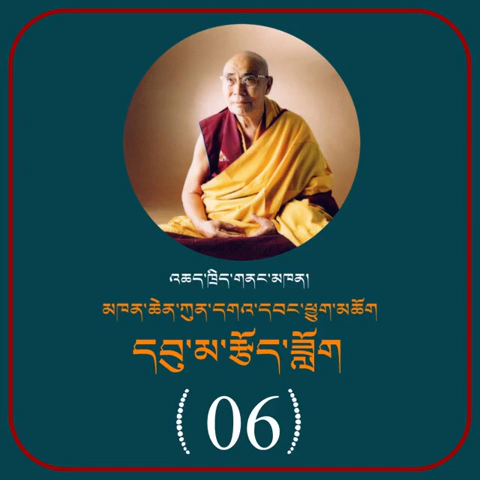 འཆད་ཁྲིད་གནང་མཁན།
མཁན་ཆེན་ཀུན་དགའ་དབང་ཕྱུག་མཆོག
དབུ་མ་རྩོད་ཟློག
(06)